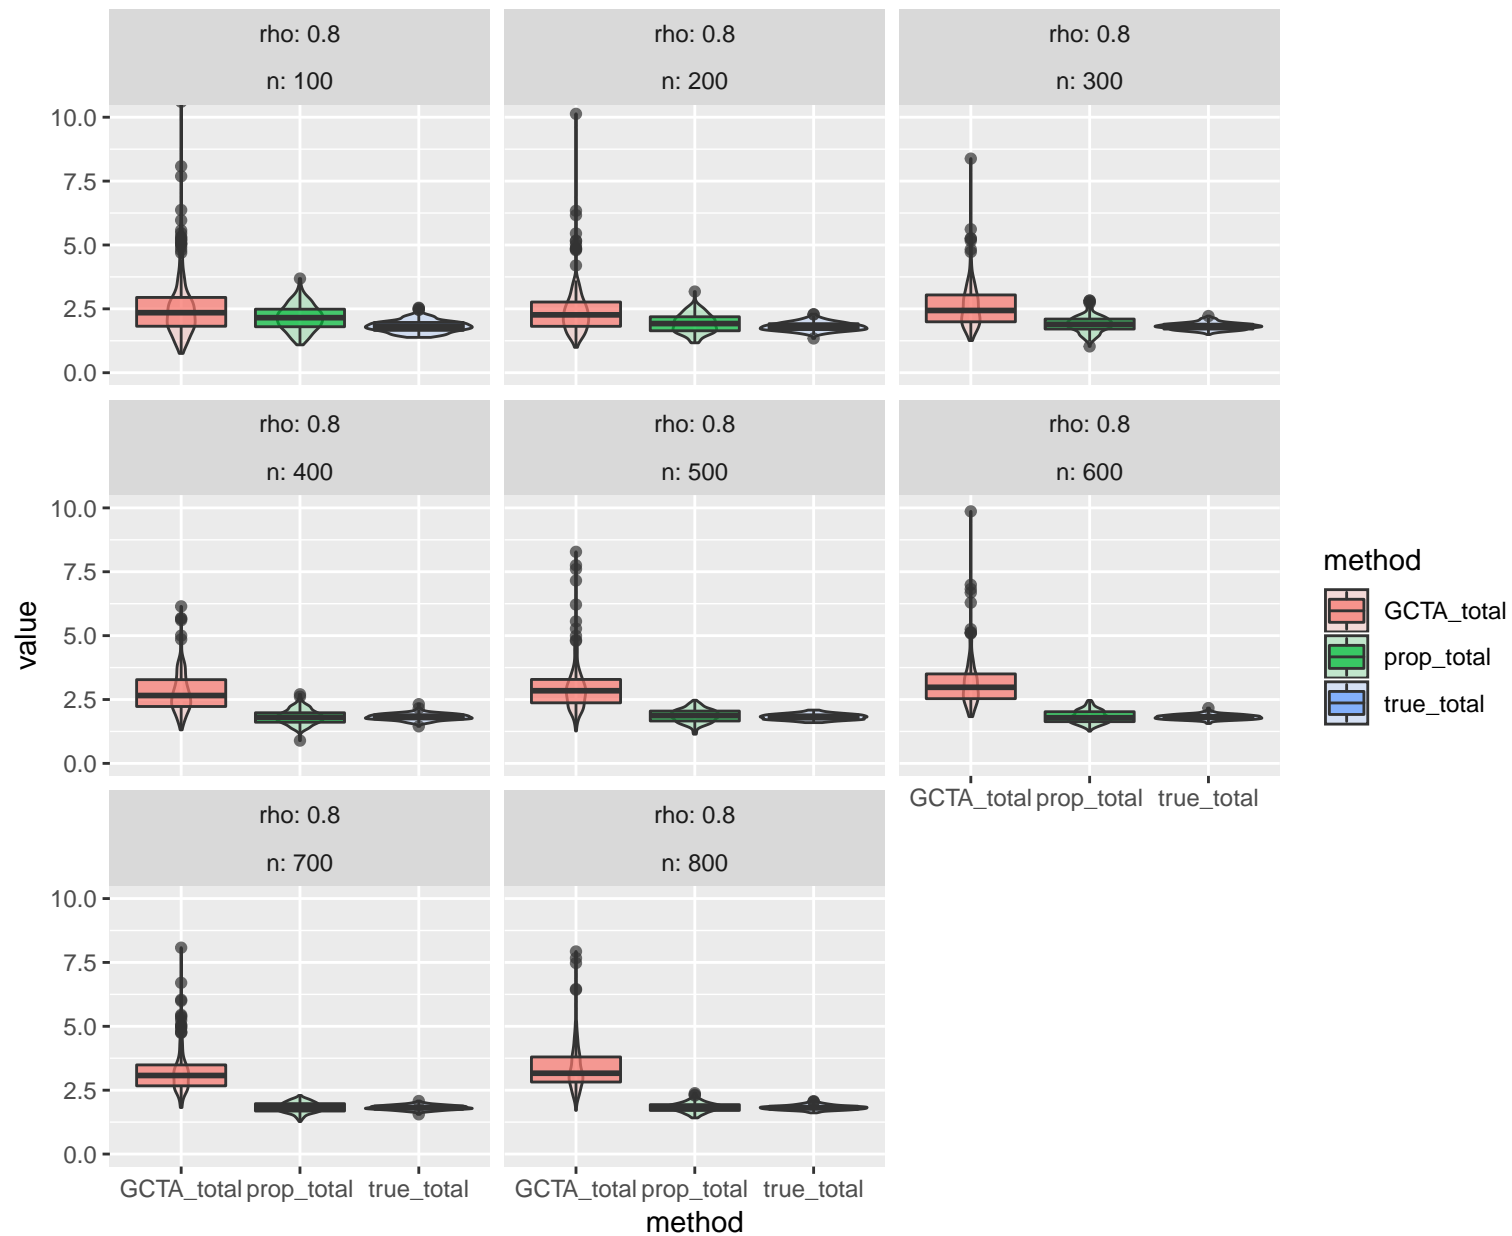 rho: 0.8 rho: 0.8 rho: 0.8
n: 100 n: 200 n: 300
10.0
7.5
5.0
2.5
0.0
rho: 0.8 rho: 0.8 rho: 0.8
n: 400 n: 500 n: 600
10.0
7.5
5.0
2.5
0.0
GCTA_total prop_total true_total
rho: 0.8 rho: 0.8
n: 700 n: 800
10.0
7.5
5.0
2.5
0.0
GCTA_total prop_total true_total GCTA_total prop_total true_total
method
value
method
GCTA_total
prop_total
true_total